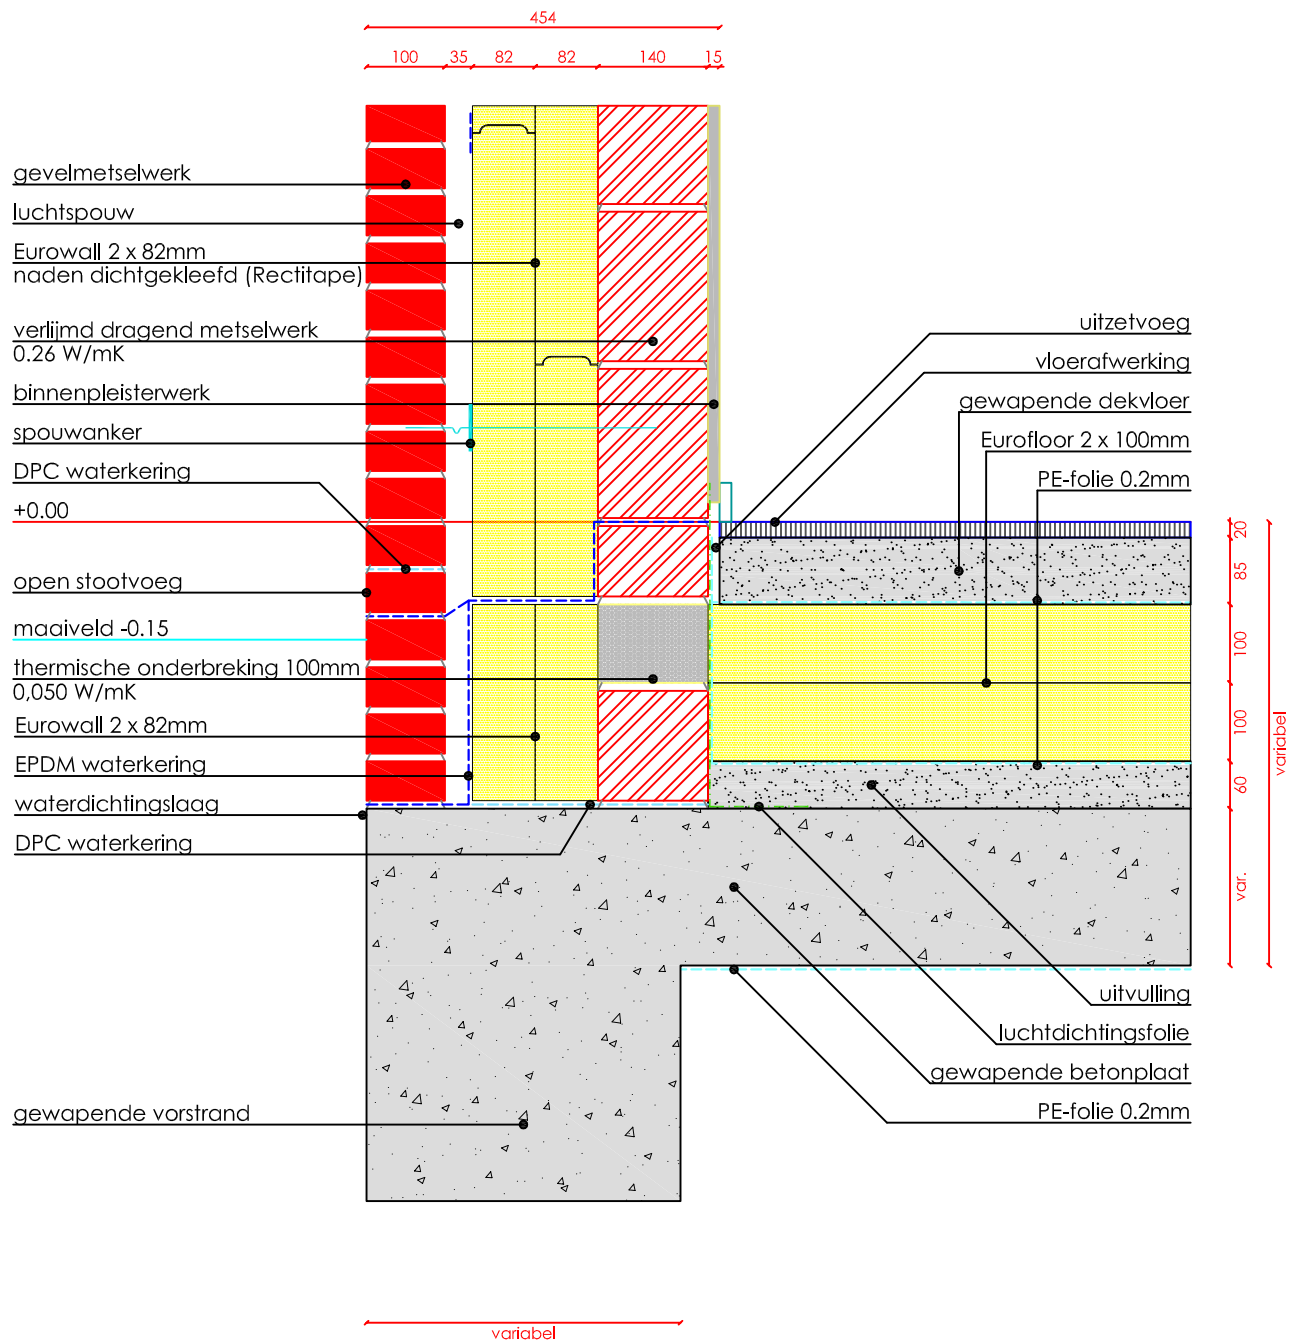 454
100
35
82
82
140
15
gevelmetselwerk
luchtspouw
Eurowall 2 x 82mm
naden dichtgekleefd (Rectitape)
verlijmd dragend metselwerk
0.26 W/mK
binnenpleisterwerk
spouwanker
DPC waterkering
+0.00
open stootvoeg
maaiveld -0.15
thermische onderbreking 100mm
0,050 W/mK
Eurowall 2 x 82mm
EPDM waterkering
waterdichtingslaag
DPC waterkering
gewapende vorstrand
uitzetvoeg
vloerafwerking
gewapende dekvloer
Eurofloor 2 x 100mm
PE-folie 0.2mm
20
85
100
100
60
var.
variabel
uitvulling
luchtdichtingsfolie
gewapende betonplaat
PE-folie 0.2mm
variabel